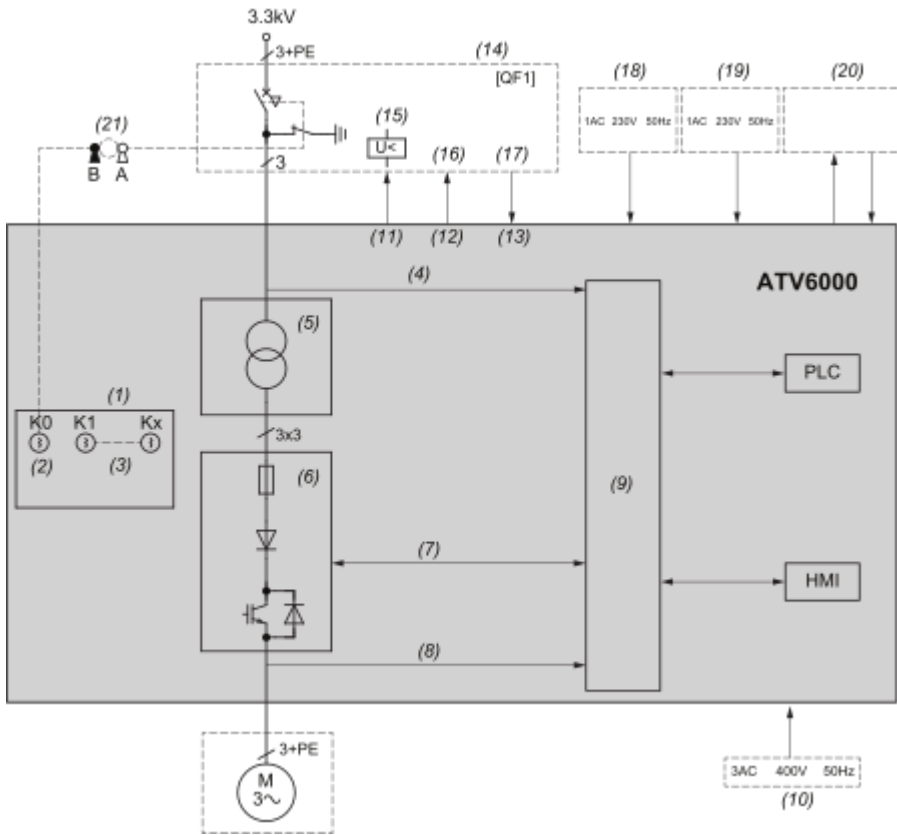 3.3kV
3+PE
(14)
[QF1]
(18)
(19)
(20)
1AC 230V 50Hz
1AC 230V 50Hz
(21)
B A
(15)
U<
(16)
(17)
3
(11)
(12)
(13)
(4)
ATV6000
(5)
PLC
(1)
K0 K1 Kx
(2)
(3)
3x3
(6)
(9)
(7)
HMI
(8)
3+PE
M
3~
3AC 400V 50Hz
(10)